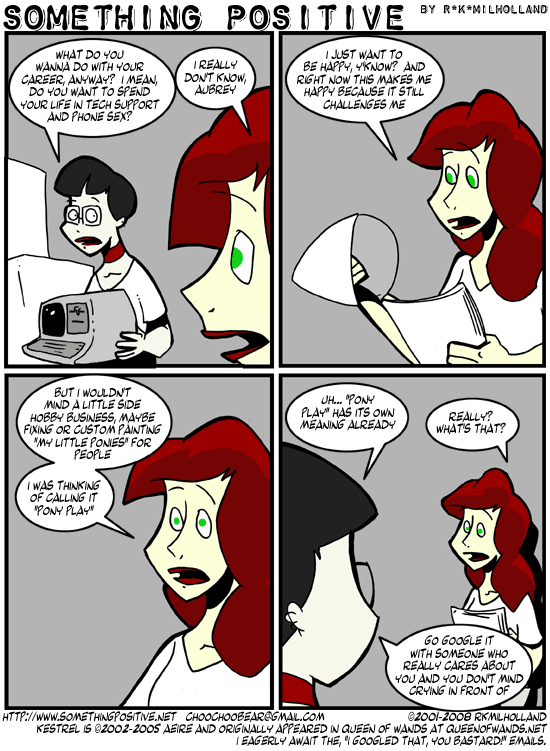 SOMETHING POSITIVE BY R*K*MILHOLLAND
WHAT DO YOU
WANNA DO WITH YOUR
CAREER, ANYWAY? I MEAN,
DO YOU WANT TO SPEND
YOUR LIFE IN TECH SUPPORT
AND PHONE SEX?
I REALLY
DON'T KNOW,
AUBREY
I JUST WANT TO
BE HAPPY, Y'KNOW? AND
RIGHT NOW THIS MAKES ME
HAPPY BECAUSE IT STILL
CHALLENGES ME
BUT I WOULDN'T
MIND A LITTLE SIDE
HOBBY BUSINESS, MAYBE
FIXING OR CUSTOM PAINTING
"MY LITTLE PONIES" FOR
PEOPLE
I WAS THINKING
OF CALLING IT
"PONY PLAY"
UH... "PONY
PLAY" HAS ITS OWN
MEANING ALREADY
REALLY?
WHAT'S THAT?
GO GOOGLE IT
WITH SOMEONE WHO
REALLY CARES ABOUT
YOU AND YOU DON'T MIND
CRYING IN FRONT OF
HTTP://WWW.SOMETHINGPOSITIVE.NET CHOOCHOOBEAR@GMAIL.COM ©2001-2008 RKMILHOLLAND
KESTREL IS ©2002-2005 AEIRE AND ORIGINALLY APPEARED IN QUEEN OF WANDS AT QUEENOFWANDS.NET
I EAGERLY AWAIT THE, "I GOOGLED THAT, YOU BASTARD!" EMAILS.